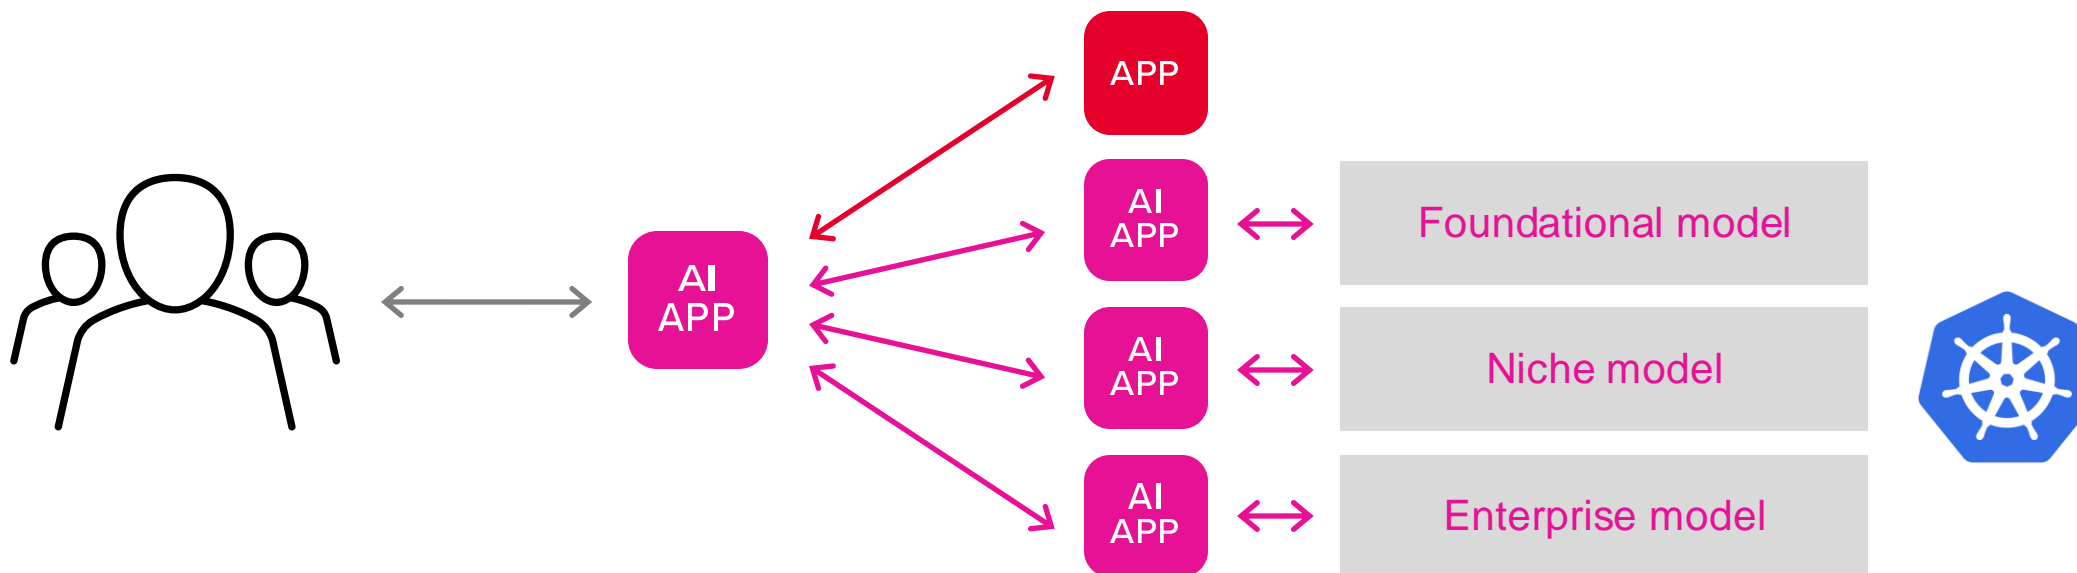 APP
AI
APP
Foundational model
AI
APP
AI
APP
Niche model
AI
APP
Enterprise model